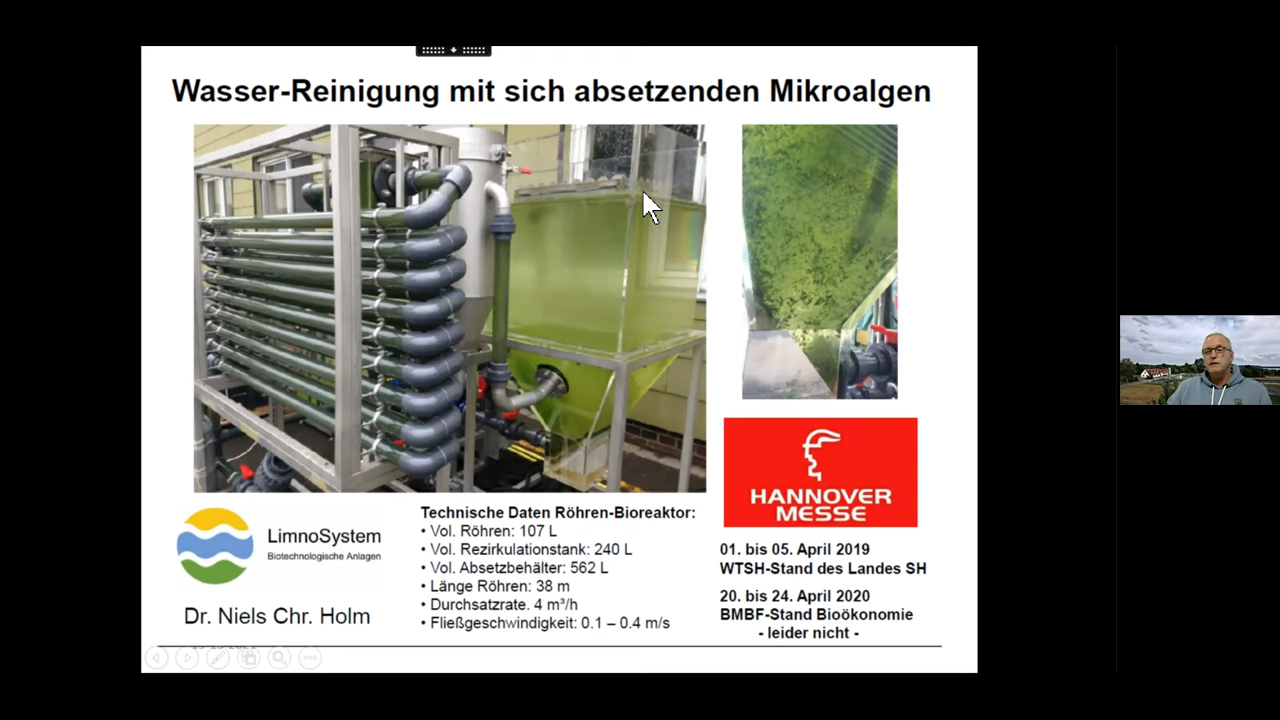 Wasser-Reinigung mit sich absetzenden Mikroalgen
HANNOVER
MESSE
LimnoSystem
Biotechnologische Anlagen
Dr. Niels Chr. Holm
Technische Daten Röhren-Bioreaktor:
• Vol. Röhren: 107 L
• Vol. Rezirkulationstank: 240 L
• Vol. Absetzbehälter: 562 L
• Länge Röhren: 38 m
• Durchsatzrate. 4 m³/h
• Fließgeschwindigkeit: 0.1 – 0.4 m/s
01. bis 05. April 2019
WTSH-Stand des Landes SH
20. bis 24. April 2020
BMBF-Stand Bioökonomie
- leider nicht -